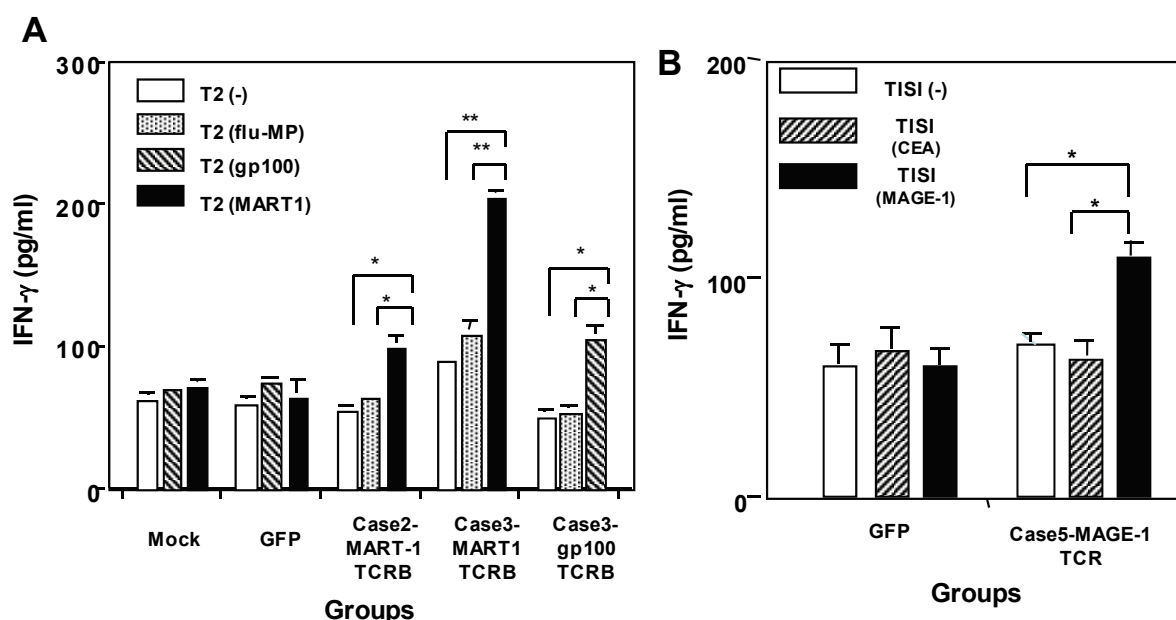 A
300
200
100
0
IFN-γ (pg/ml)
T2 (-)
T2 (flu-MP)
T2 (gp100)
T2 (MART1)
*
*
**
**
*
*
Mock
GFP
Case2-
MART-1
TCRB
Case3-
MART1
TCRB
Case3-
gp100
TCRB
Groups
B
200
100
0
IFN-γ (pg/ml)
TISI (-)
TISI
(CEA)
TISI
(MAGE-1)
*
*
GFP
Case5-MAGE-1
TCR
Groups